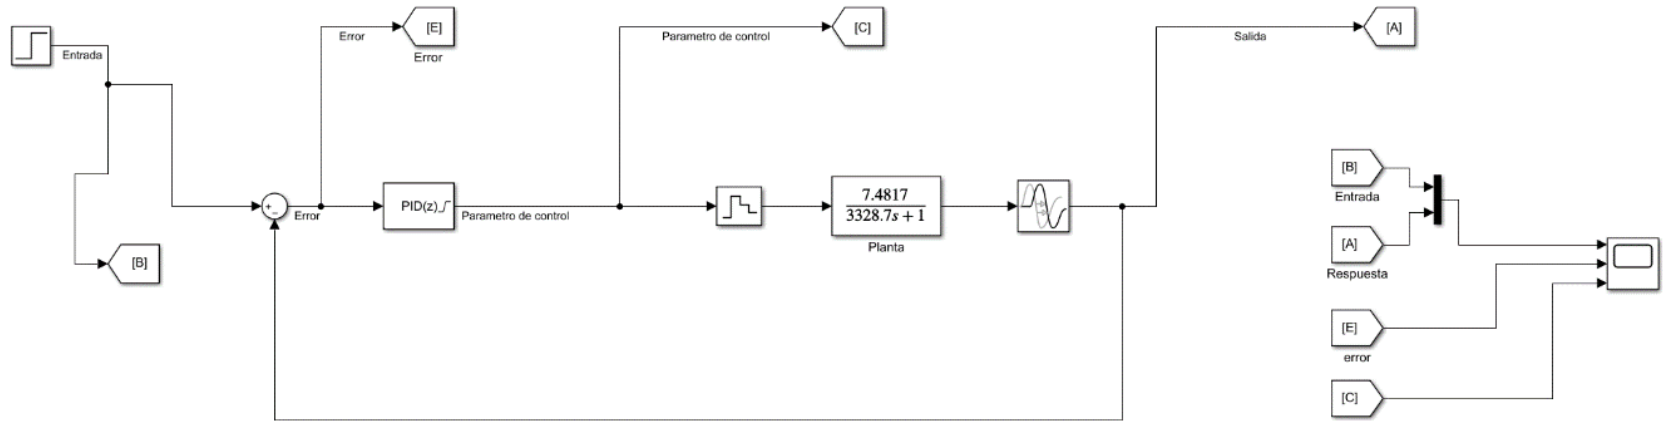 [E]
Error
Error
[C]
Parametro de control
[A]
Salida
Entrada
[B]
+
−
Error
PID(z)
Parametro de control
7.4817
3328.7s + 1
Planta
[B]
Entrada
[A]
Respuesta
[E]
error
[C]